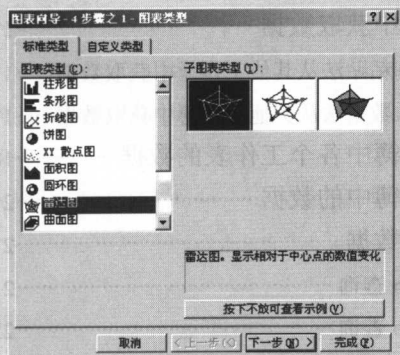 图表向导 - 4 步骤之 1 - 图表类型
标准类型
自定义类型
图表类型(C):
柱形图
条形图
折线图
饼图
XY 散点图
面积图
圆环图
雷达图
曲面图
子图表类型(T):
雷达图。显示相对于中心点的数值变化
按下不放可查看示例(V)
取消
<上一步(B)
下一步(N) >
完成(F)